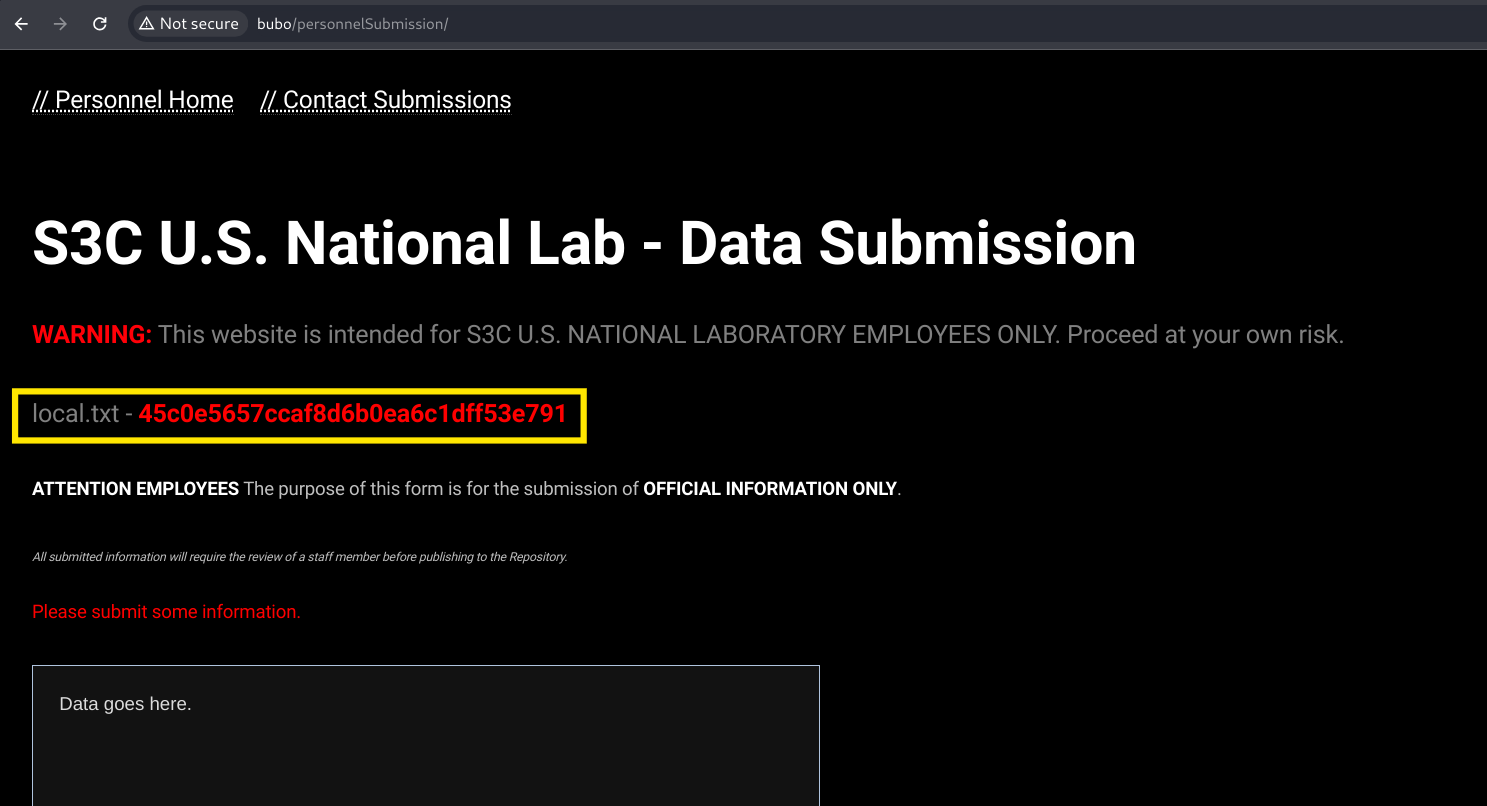 Not secure bubo/personnelSubmission/
// Personnel Home // Contact Submissions
S3C U.S. National Lab - Data Submission
WARNING: This website is intended for S3C U.S. NATIONAL LABORATORY EMPLOYEES ONLY. Proceed at your own risk.
local.txt - 45c0e5657ccaf8d6b0ea6c1dff53e791
ATTENTION EMPLOYEES The purpose of this form is for the submission of OFFICIAL INFORMATION ONLY.
All submitted information will require the review of a staff member before publishing to the Repository.
Please submit some information.
Data goes here.